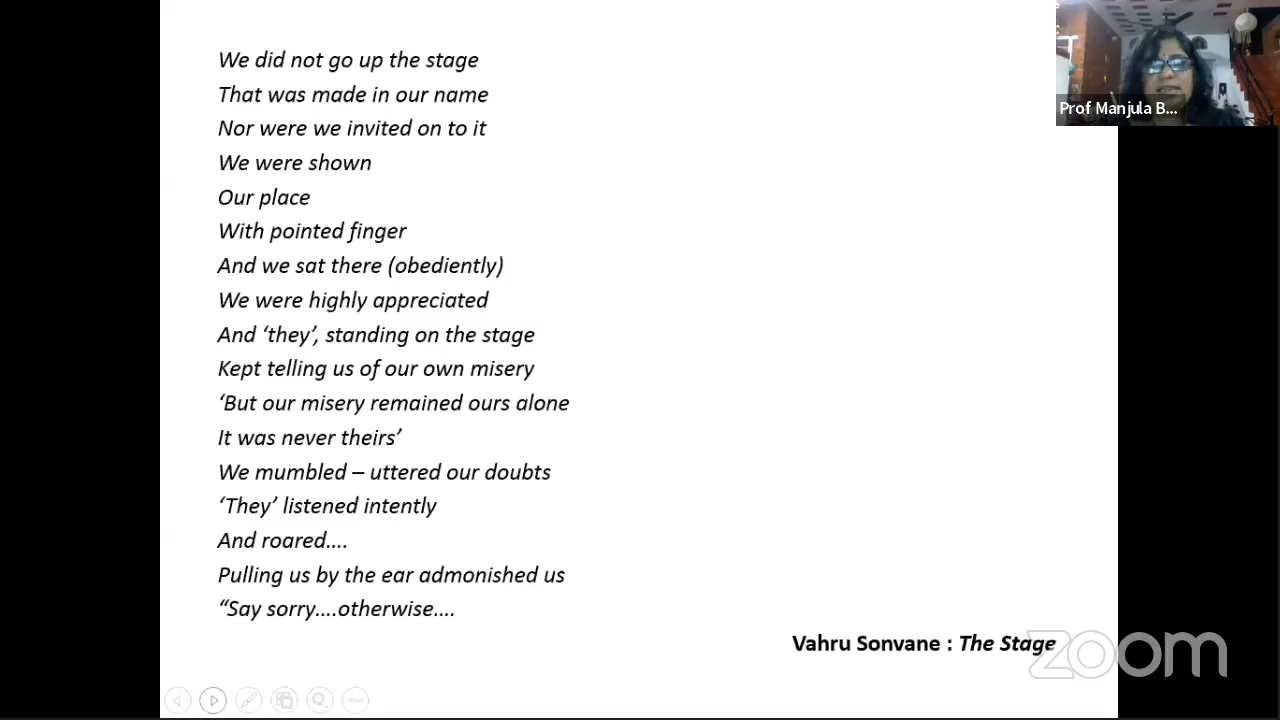 We did not go up the stage
That was made in our name
Nor were we invited on to it
We were shown
Our place
With pointed finger
And we sat there (obediently)
We were highly appreciated
And ‘they’, standing on the stage
Kept telling us of our own misery
‘But our misery remained ours alone
It was never theirs’
We mumbled – uttered our doubts
‘They’ listened intently
And roared….
Pulling us by the ear admonished us
“Say sorry….otherwise….
Vahru Sonvane : The Stage
Prof Manjula B...
zoom